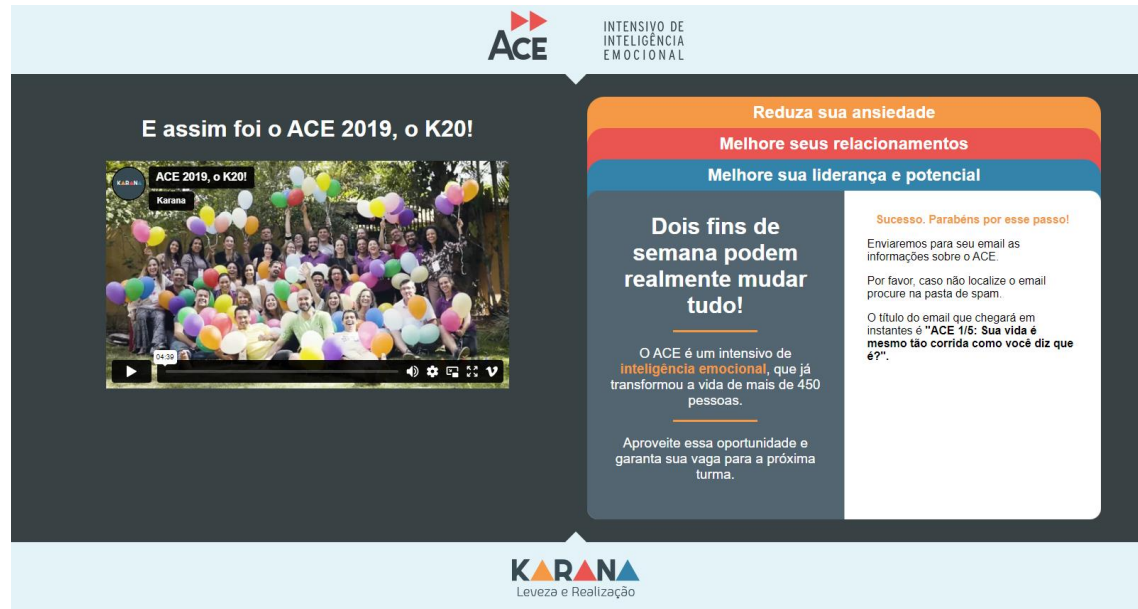 ACE
INTENSIVO DE
INTELIGÊNCIA
EMOCIONAL
E assim foi o ACE 2019, o K20!
KARANA
ACE 2019, o K20!
Karana
04:39
Reduza sua ansiedade
Melhore seus relacionamentos
Melhore sua liderança e potencial
Dois fins de
semana podem
realmente mudar
tudo!
O ACE é um intensivo de
inteligência emocional, que já
transformou a vida de mais de 450
pessoas.
Aproveite essa oportunidade e
garanta sua vaga para a próxima
turma.
Sucesso. Parabéns por esse passo!
Enviaremos para seu email as
informações sobre o ACE.
Por favor, caso não localize o email
procure na pasta de spam.
O título do email que chegará em
instantes é "ACE 1/5: Sua vida é
mesmo tão corrida como você diz que
é?".
KARANA
Leveza e Realização